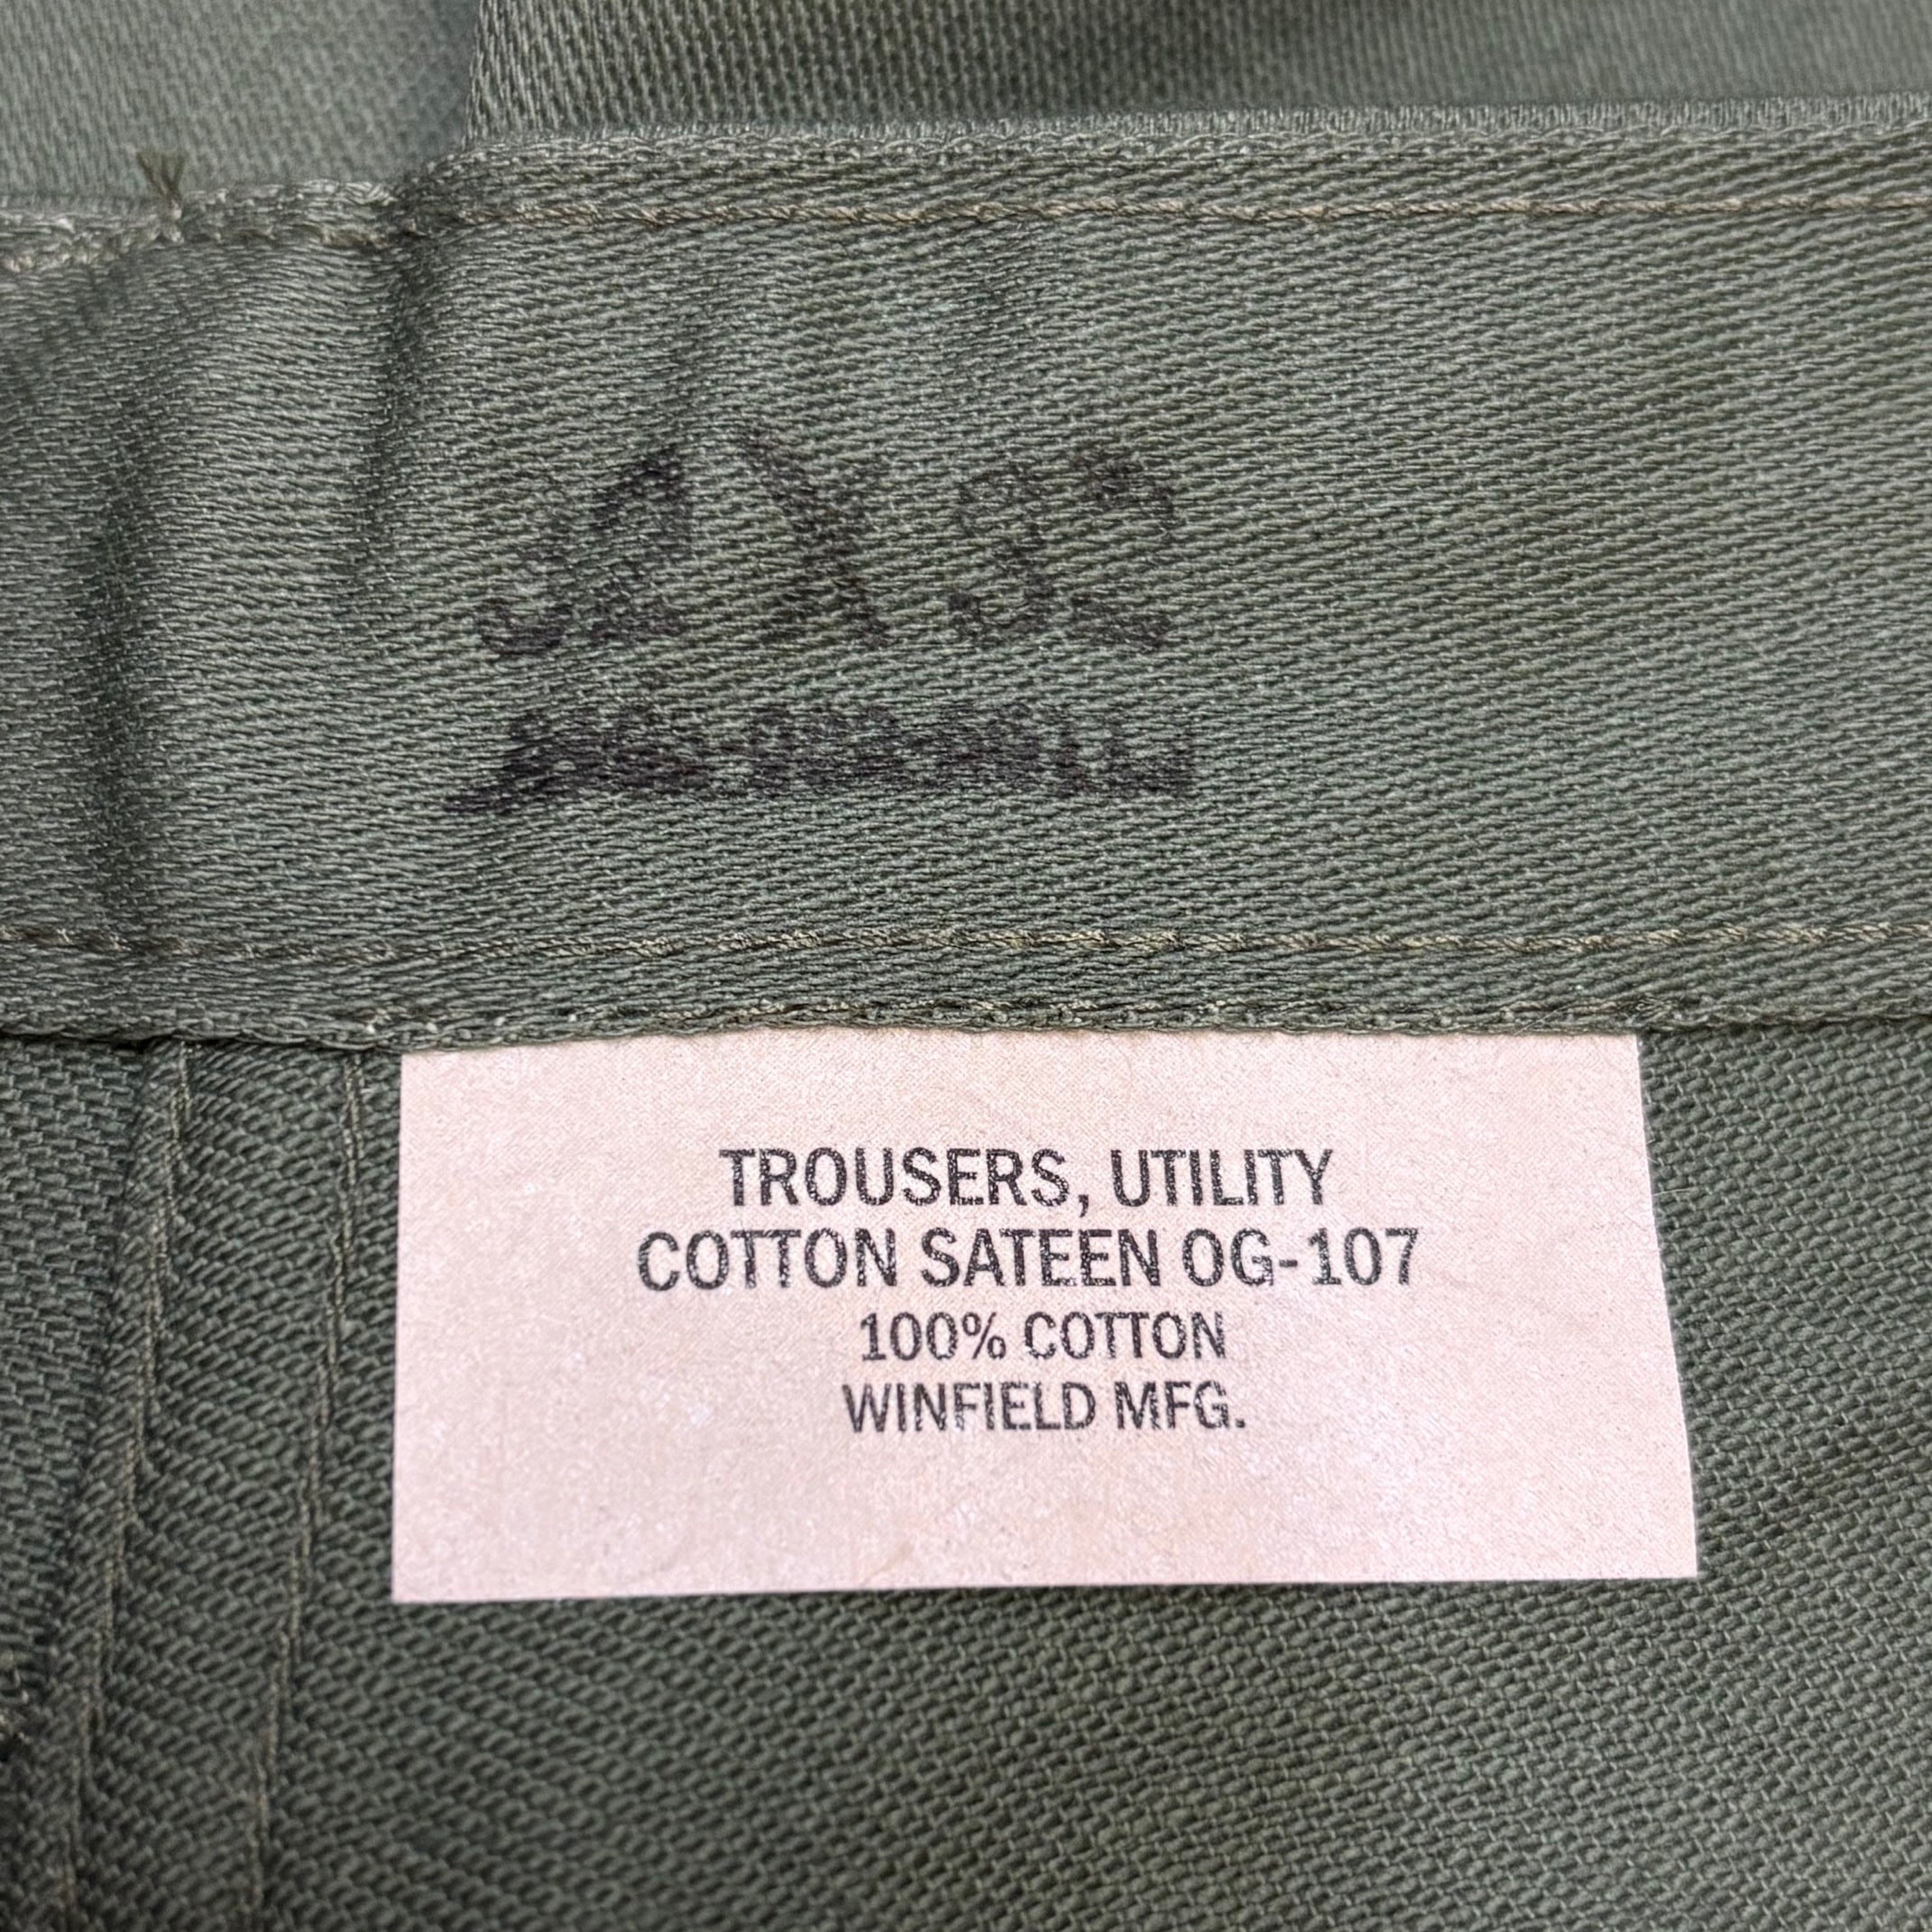 TROUSERS, UTILITY
COTTON SATEEN OG-107
100% COTTON
WINFIELD MFG.